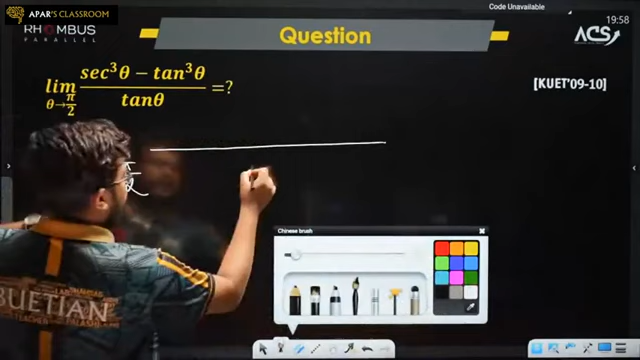 Code Unavailable
APAR'S CLASSROOM
19:58
RHOMBUS
PARALLEL
Question
ACS
lim θ→π/2 (sec³θ − tan³θ)/tanθ =?
[KUET'09-10]
Chinese brush
BUETIAN